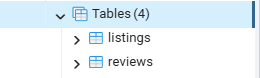 Tables (4)
listings
reviews